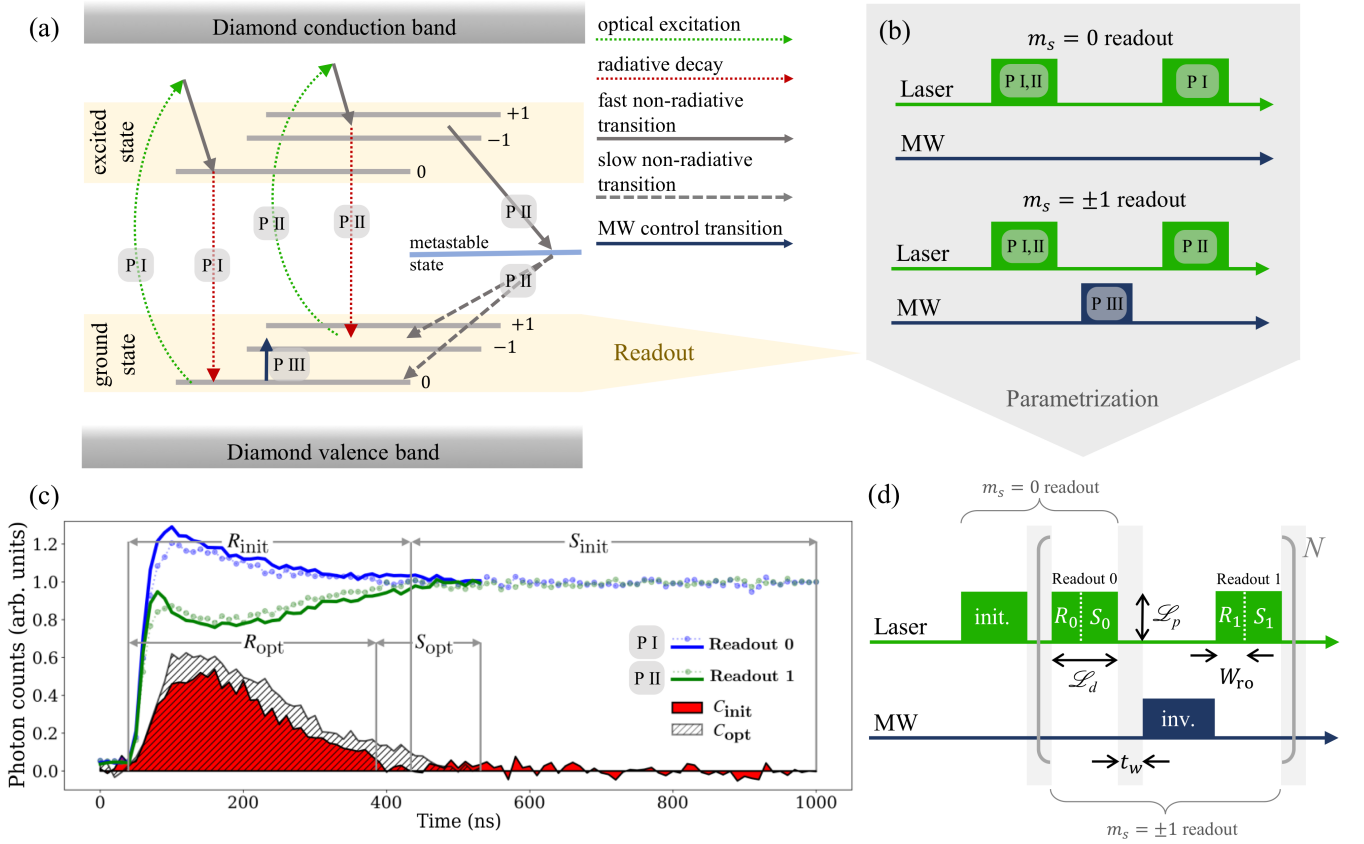 (a)
Diamond conduction band
excited
state
+1
−1
0
P I
P I
P II
P II
P II
metastable
state
P II
ground
state
+1
−1
0
P III
Diamond valence band
optical excitation
radiative decay
fast non-radiative
transition
slow non-radiative
transition
MW control transition
Readout
(b)
m_s = 0 readout
Laser
P I,II
P I
MW
m_s = ±1 readout
Laser
P I,II
P II
MW
P III
Parametrization
(c)
Photon counts (arb. units)
1.2
1.0
0.8
0.6
0.4
0.2
0.0
R_init
S_init
R_opt
S_opt
P I
Readout 0
P II
Readout 1
C_init
C_opt
0
200
400
600
800
1000
Time (ns)
(d)
m_s = 0 readout
N
Readout 0
Readout 1
Laser
init.
R_0
S_0
ℒ_p
R_1
S_1
ℒ_d
W_ro
MW
inv.
t_w
m_s = ±1 readout